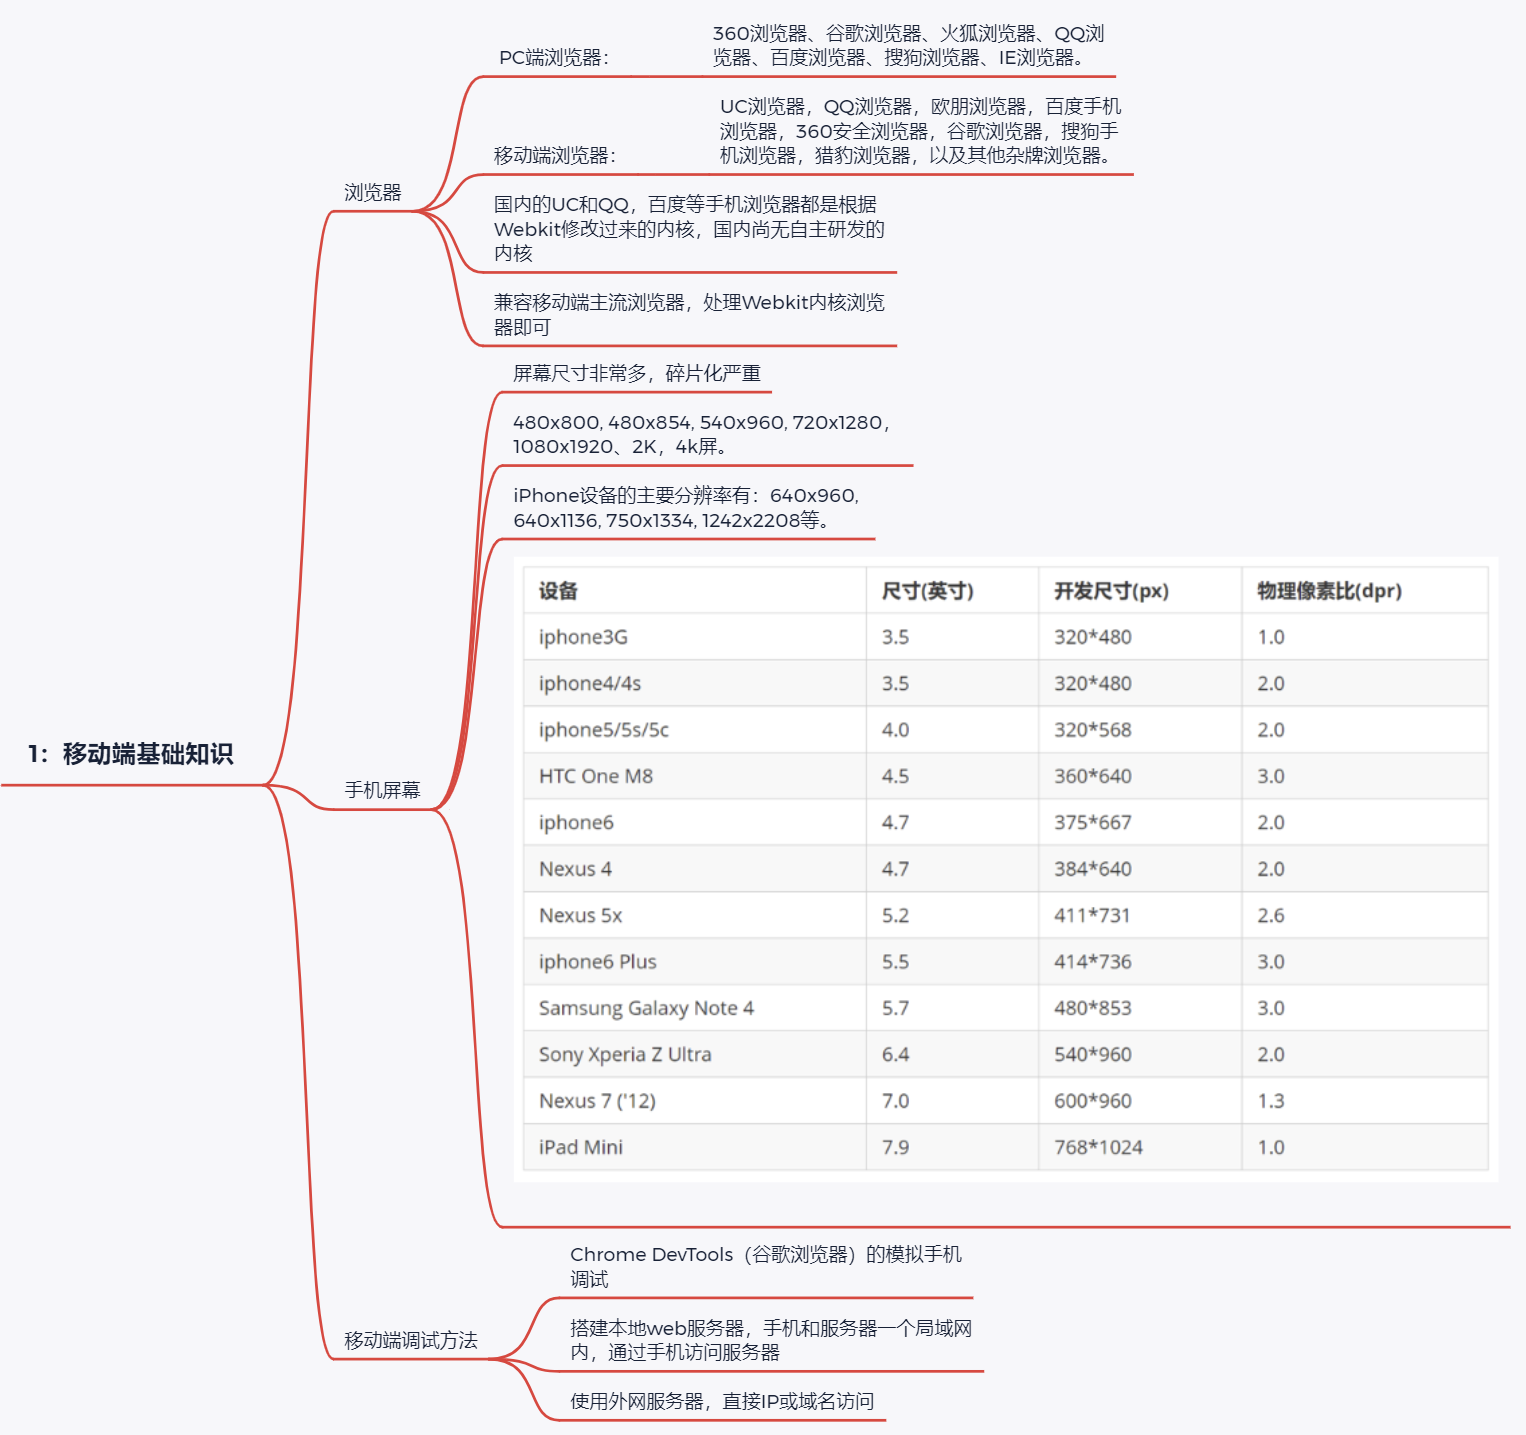 1：移动端基础知识
浏览器
PC端浏览器：
360浏览器、谷歌浏览器、火狐浏览器、QQ浏
览器、百度浏览器、搜狗浏览器、IE浏览器。
移动端浏览器：
UC浏览器，QQ浏览器，欧朋浏览器，百度手机
浏览器，360安全浏览器，谷歌浏览器，搜狗手
机浏览器，猎豹浏览器，以及其他杂牌浏览器。
国内的UC和QQ，百度等手机浏览器都是根据
Webkit修改过来的内核，国内尚无自主研发的
内核
兼容移动端主流浏览器，处理Webkit内核浏览
器即可
手机屏幕
屏幕尺寸非常多，碎片化严重
480x800, 480x854, 540x960, 720x1280，
1080x1920、2K，4k屏。
iPhone设备的主要分辨率有：640x960,
640x1136, 750x1334, 1242x2208等。
设备 尺寸(英寸) 开发尺寸(px) 物理像素比(dpr)
iphone3G 3.5 320*480 1.0
iphone4/4s 3.5 320*480 2.0
iphone5/5s/5c 4.0 320*568 2.0
HTC One M8 4.5 360*640 3.0
iphone6 4.7 375*667 2.0
Nexus 4 4.7 384*640 2.0
Nexus 5x 5.2 411*731 2.6
iphone6 Plus 5.5 414*736 3.0
Samsung Galaxy Note 4 5.7 480*853 3.0
Sony Xperia Z Ultra 6.4 540*960 2.0
Nexus 7 ('12) 7.0 600*960 1.3
iPad Mini 7.9 768*1024 1.0
移动端调试方法
Chrome DevTools（谷歌浏览器）的模拟手机
调试
搭建本地web服务器，手机和服务器一个局域网
内，通过手机访问服务器
使用外网服务器，直接IP或域名访问